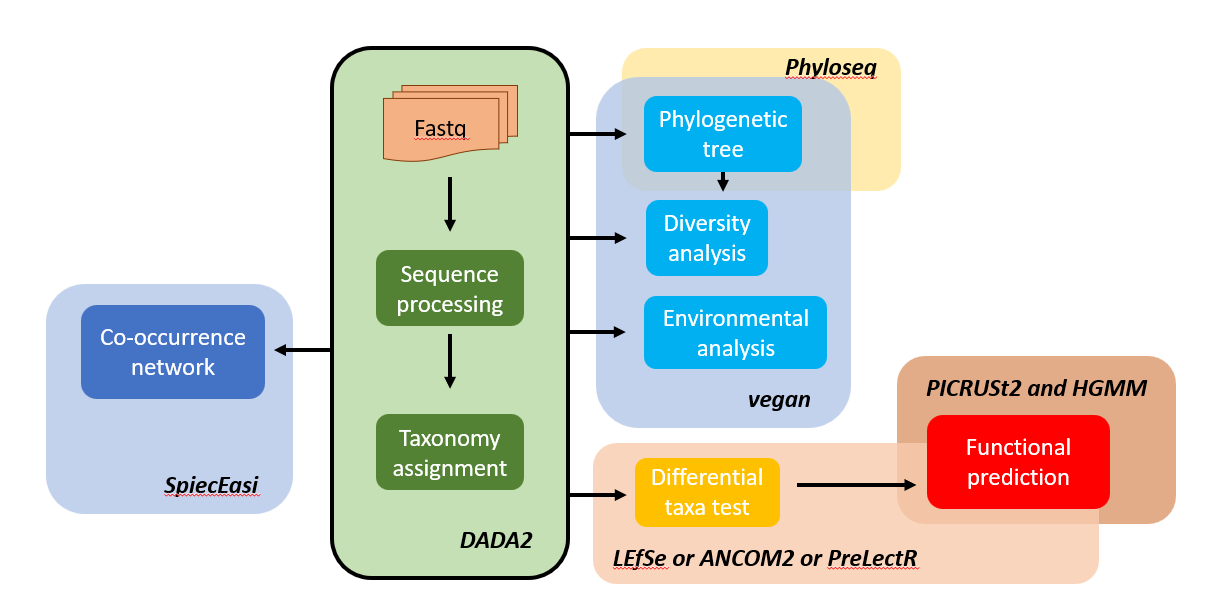 Phyloseq
Fastq
Phylogenetic
tree
Diversity
analysis
Sequence
processing
Environmental
analysis
Co-occurrence
network
vegan
PICRUSt2 and HGMM
Taxonomy
assignment
Functional
prediction
Differential
taxa test
SpiecEasi
DADA2
LEfSe or ANCOM2 or PreLectR